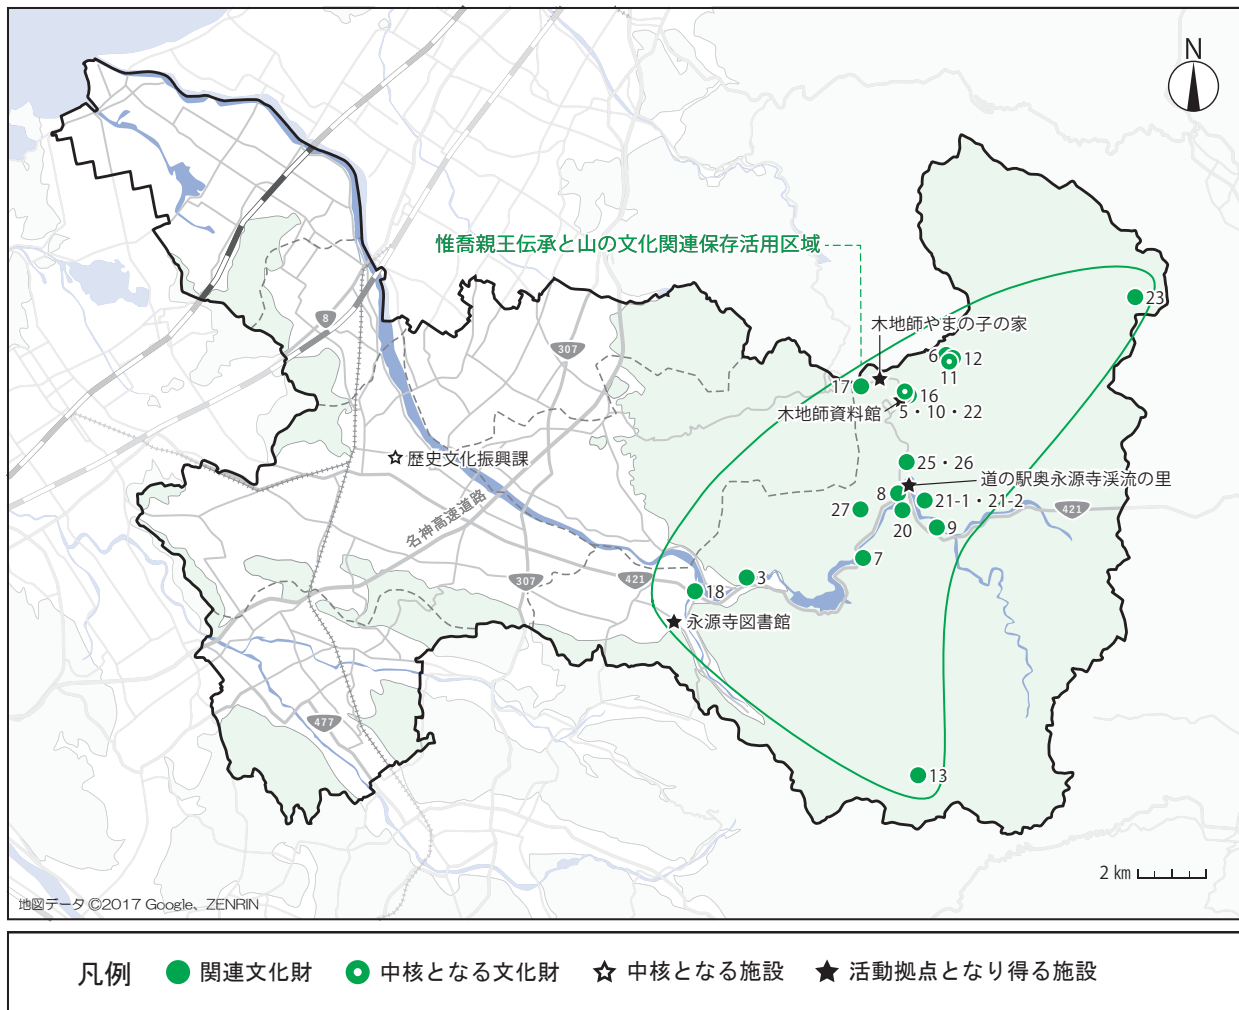 N
惟喬親王伝承と山の文化関連保存活用区域
23
木地師やまの子の家
8
307
6
12
11
17
16
木地師資料館
5・10・22
歴史文化振興課
25・26
道の駅奥永源寺渓流の里
8
21-1・21-2
27
20
9
421
名神高速道路
7
307
421
3
18
永源寺図書館
477
13
2 km
地図データ ©2017 Google、ZENRIN
凡例
関連文化財
中核となる文化財
中核となる施設
活動拠点となり得る施設